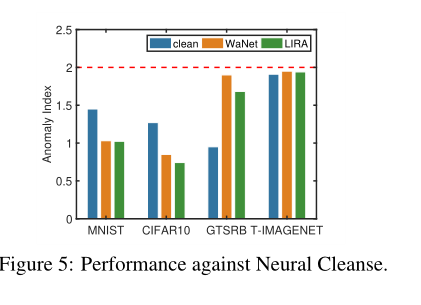 2.5
clean WaNet LIRA
2
1.5
1
0.5
0
Anomaly Index
MNIST CIFAR10 GTSRB T-IMAGENET
Figure 5: Performance against Neural Cleanse.